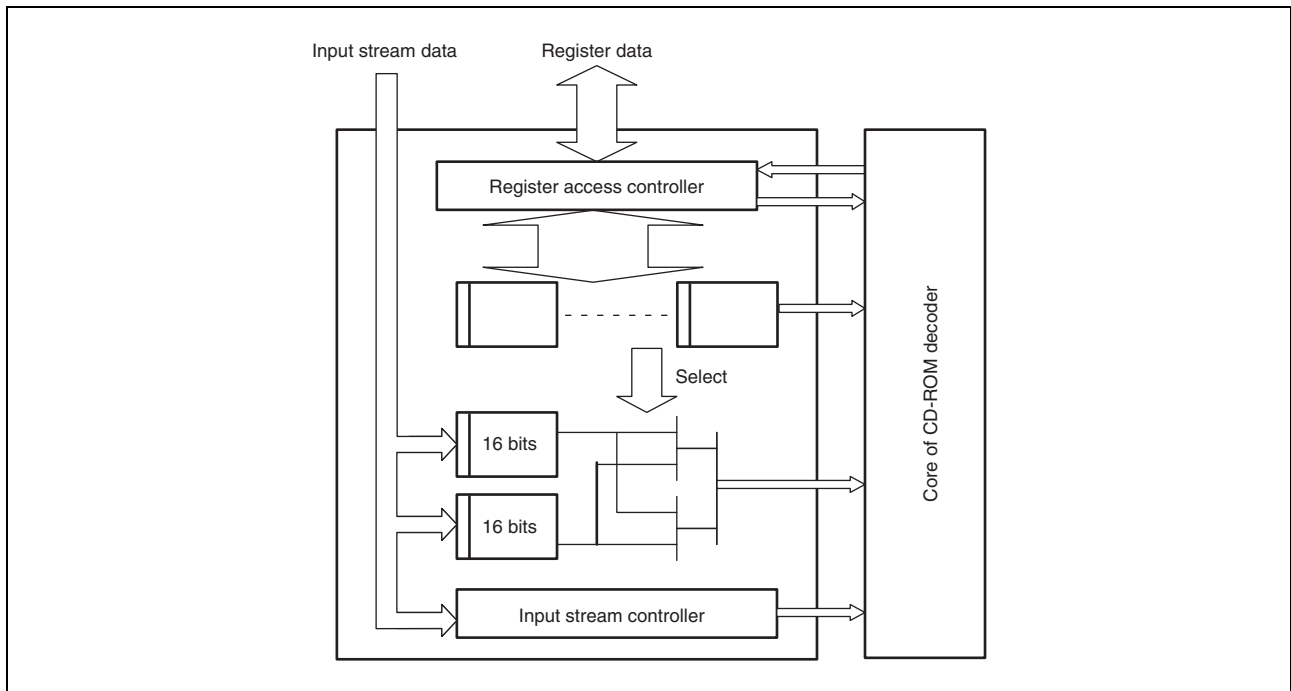 Input stream data
Register data
Register access controller
Select
16 bits
16 bits
Input stream controller
Core of CD-ROM decoder